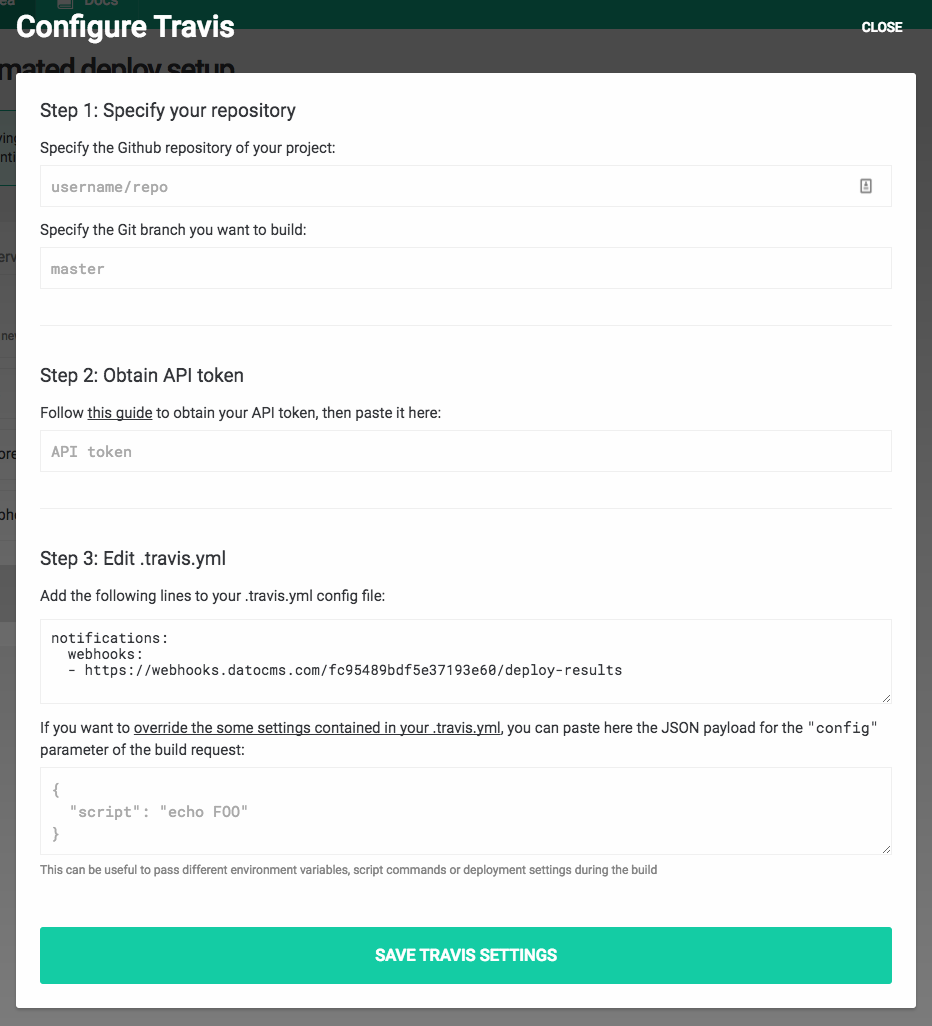 Docs
Configure Travis
CLOSE
mated deploy setup
Step 1: Specify your repository
Specify the Github repository of your project:
username/repo
Specify the Git branch you want to build:
master
Step 2: Obtain API token
Follow this guide to obtain your API token, then paste it here:
API token
Step 3: Edit .travis.yml
Add the following lines to your .travis.yml config file:
notifications:
  webhooks:
  - https://webhooks.datocms.com/fc95489bdf5e37193e60/deploy-results
If you want to override the some settings contained in your .travis.yml, you can paste here the JSON payload for the "config"
parameter of the build request:
{
  "script": "echo FOO"
}
This can be useful to pass different environment variables, script commands or deployment settings during the build
SAVE TRAVIS SETTINGS